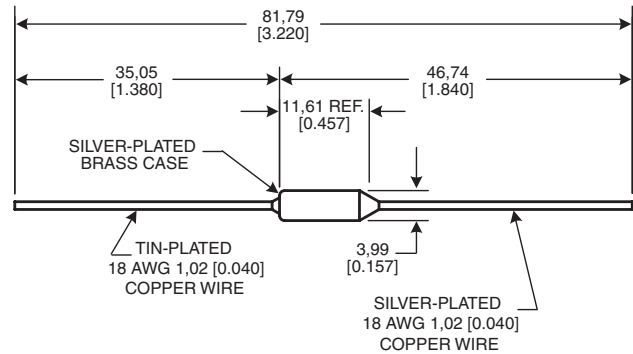 81,79
[3.220]
35,05
[1.380]
46,74
[1.840]
11,61 REF.
[0.457]
SILVER-PLATED
BRASS CASE
TIN-PLATED
18 AWG 1,02 [0.040]
COPPER WIRE
3,99
[0.157]
SILVER-PLATED
18 AWG 1,02 [0.040]
COPPER WIRE